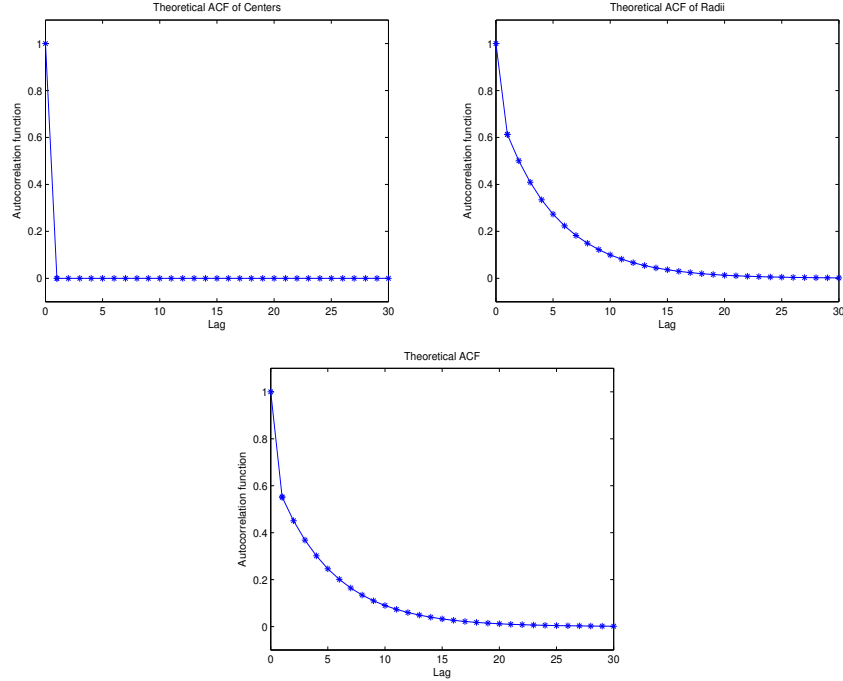 Theoretical ACF of Centers
1
0.8
0.6
0.4
0.2
0
Autocorrelation function
0 5 10 15 20 25 30
Lag
Theoretical ACF of Radii
1
0.8
0.6
0.4
0.2
0
Autocorrelation function
0 5 10 15 20 25 30
Lag
Theoretical ACF
1
0.8
0.6
0.4
0.2
0
Autocorrelation function
0 5 10 15 20 25 30
Lag